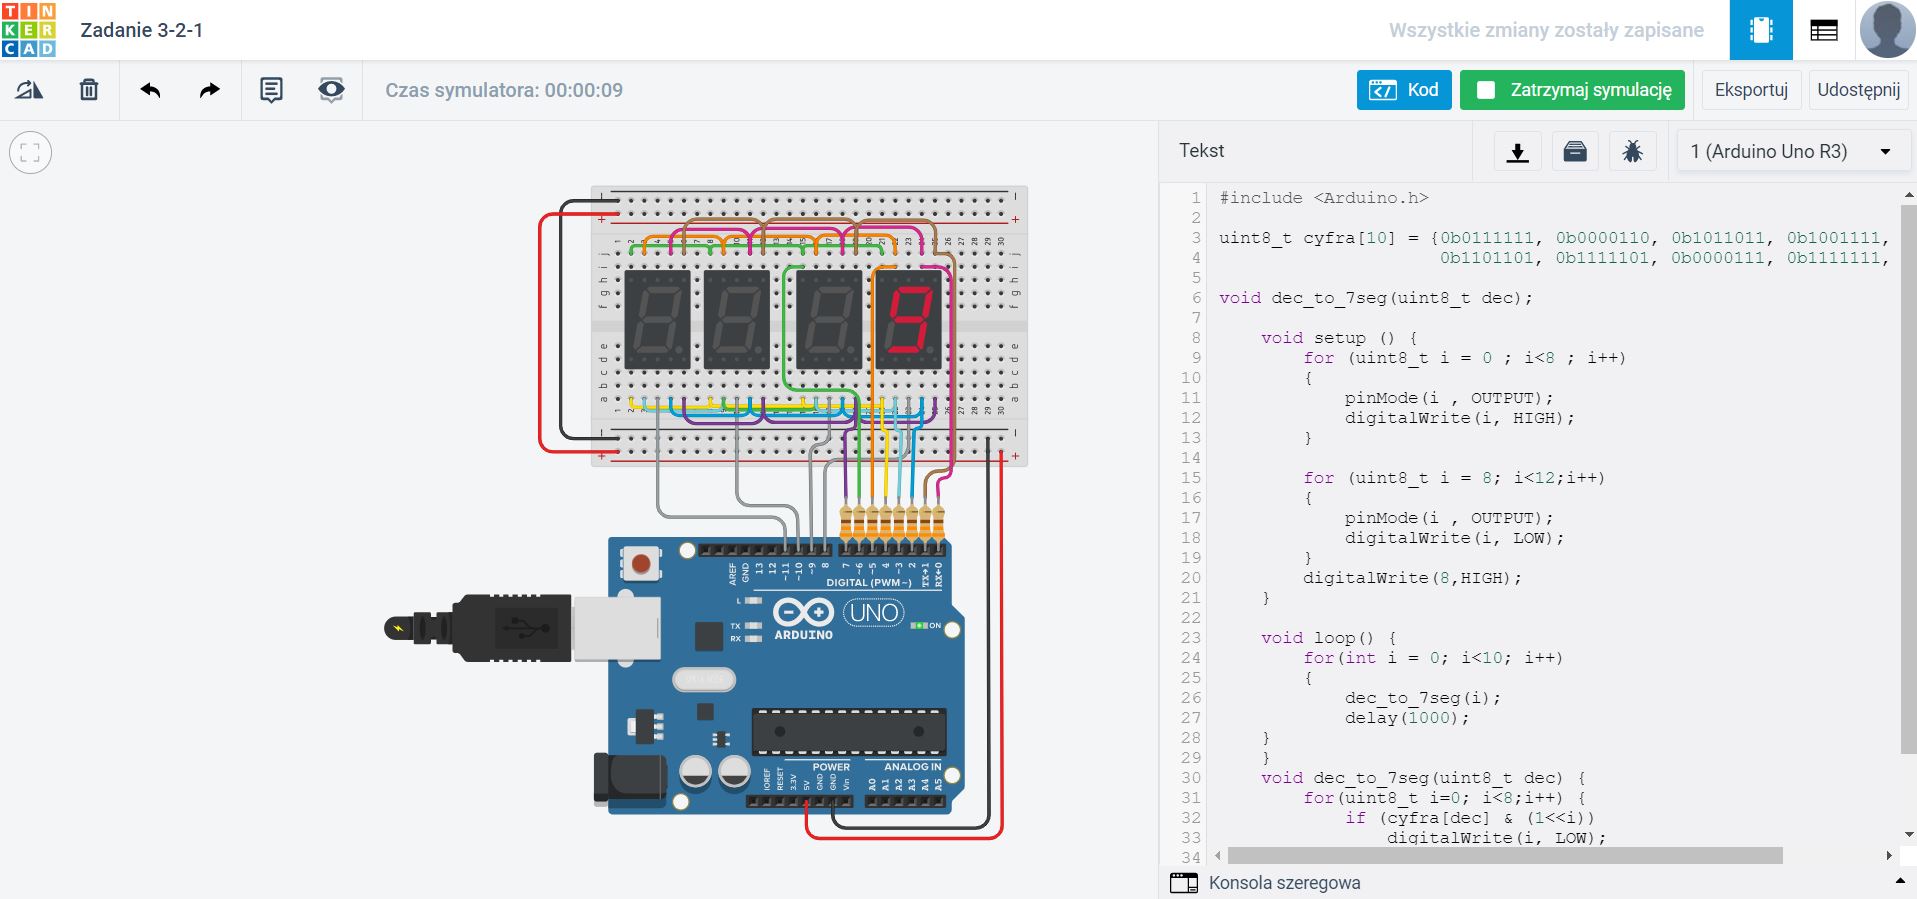 TIN
KER
CAD
Zadanie 3-2-1
Wszystkie zmiany zostały zapisane
Czas symulatora: 00:00:09
Kod
Zatrzymaj symulację
Eksportuj
Udostępnij
Tekst
1 (Arduino Uno R3)
1 #include <Arduino.h>
2
3 uint8_t cyfra[10] = {0b0111111, 0b0000110, 0b1011011, 0b1001111,
4 0b1101101, 0b1111101, 0b0000111, 0b1111111,
5
6 void dec_to_7seg(uint8_t dec);
7
8 void setup () {
9 for (uint8_t i = 0 ; i<8 ; i++)
10 {
11 pinMode(i , OUTPUT);
12 digitalWrite(i, HIGH);
13 }
14
15 for (uint8_t i = 8; i<12;i++)
16 {
17 pinMode(i , OUTPUT);
18 digitalWrite(i, LOW);
19 }
20 digitalWrite(8,HIGH);
21 }
22
23 void loop() {
24 for(int i = 0; i<10; i++)
25 {
26 dec_to_7seg(i);
27 delay(1000);
28 }
29 }
30 void dec_to_7seg(uint8_t dec) {
31 for(uint8_t i=0; i<8;i++) {
32 if (cyfra[dec] & (1<<i))
33 digitalWrite(i, LOW);
34
Konsola szeregowa
9
AREF
GND
13
12
~11
~10
~9
8
7
~6
~5
4
~3
2
TX→1
RX←0
DIGITAL (PWM~)
L
TX
RX
ARDUINO
UNO
ON
POWER
ANALOG IN
IOREF
RESET
3.3V
5V
GND
GND
Vin
A0
A1
A2
A3
A4
A5